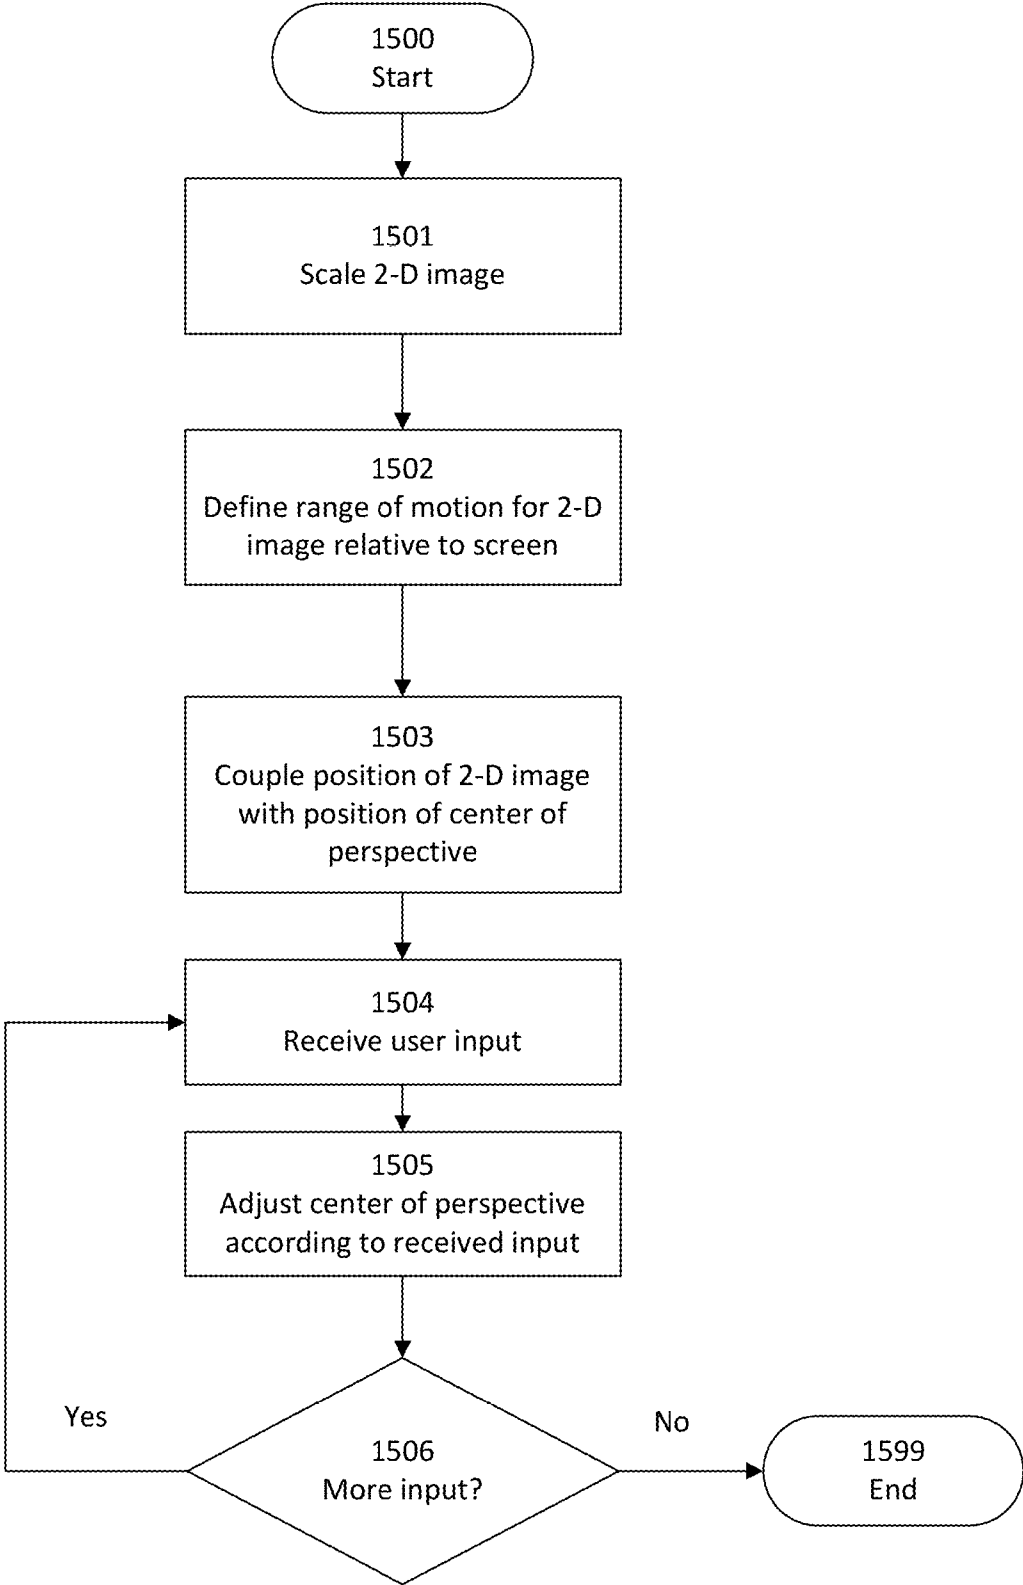 1500
Start
1501
Scale 2-D image
1502
Define range of motion for 2-D
image relative to screen
1503
Couple position of 2-D image
with position of center of
perspective
1504
Receive user input
1505
Adjust center of perspective
according to received input
Yes
1506
More input?
No
1599
End